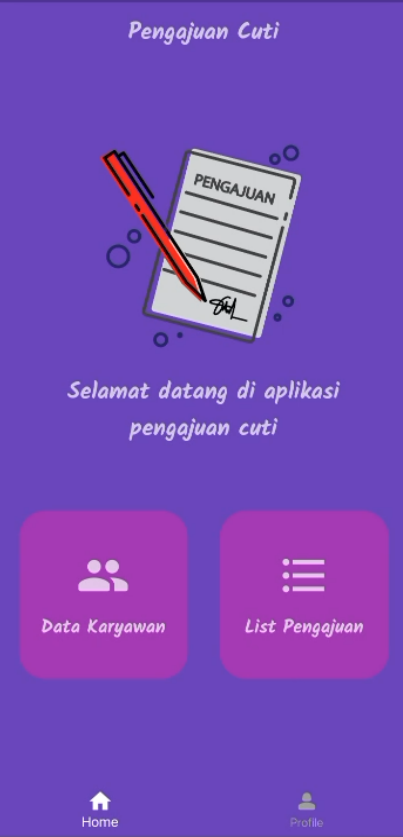 Pengajuan Cuti
PENGAJUAN
Selamat datang di aplikasi
pengajuan cuti
Data Karyawan
List Pengajuan
Home
Profile